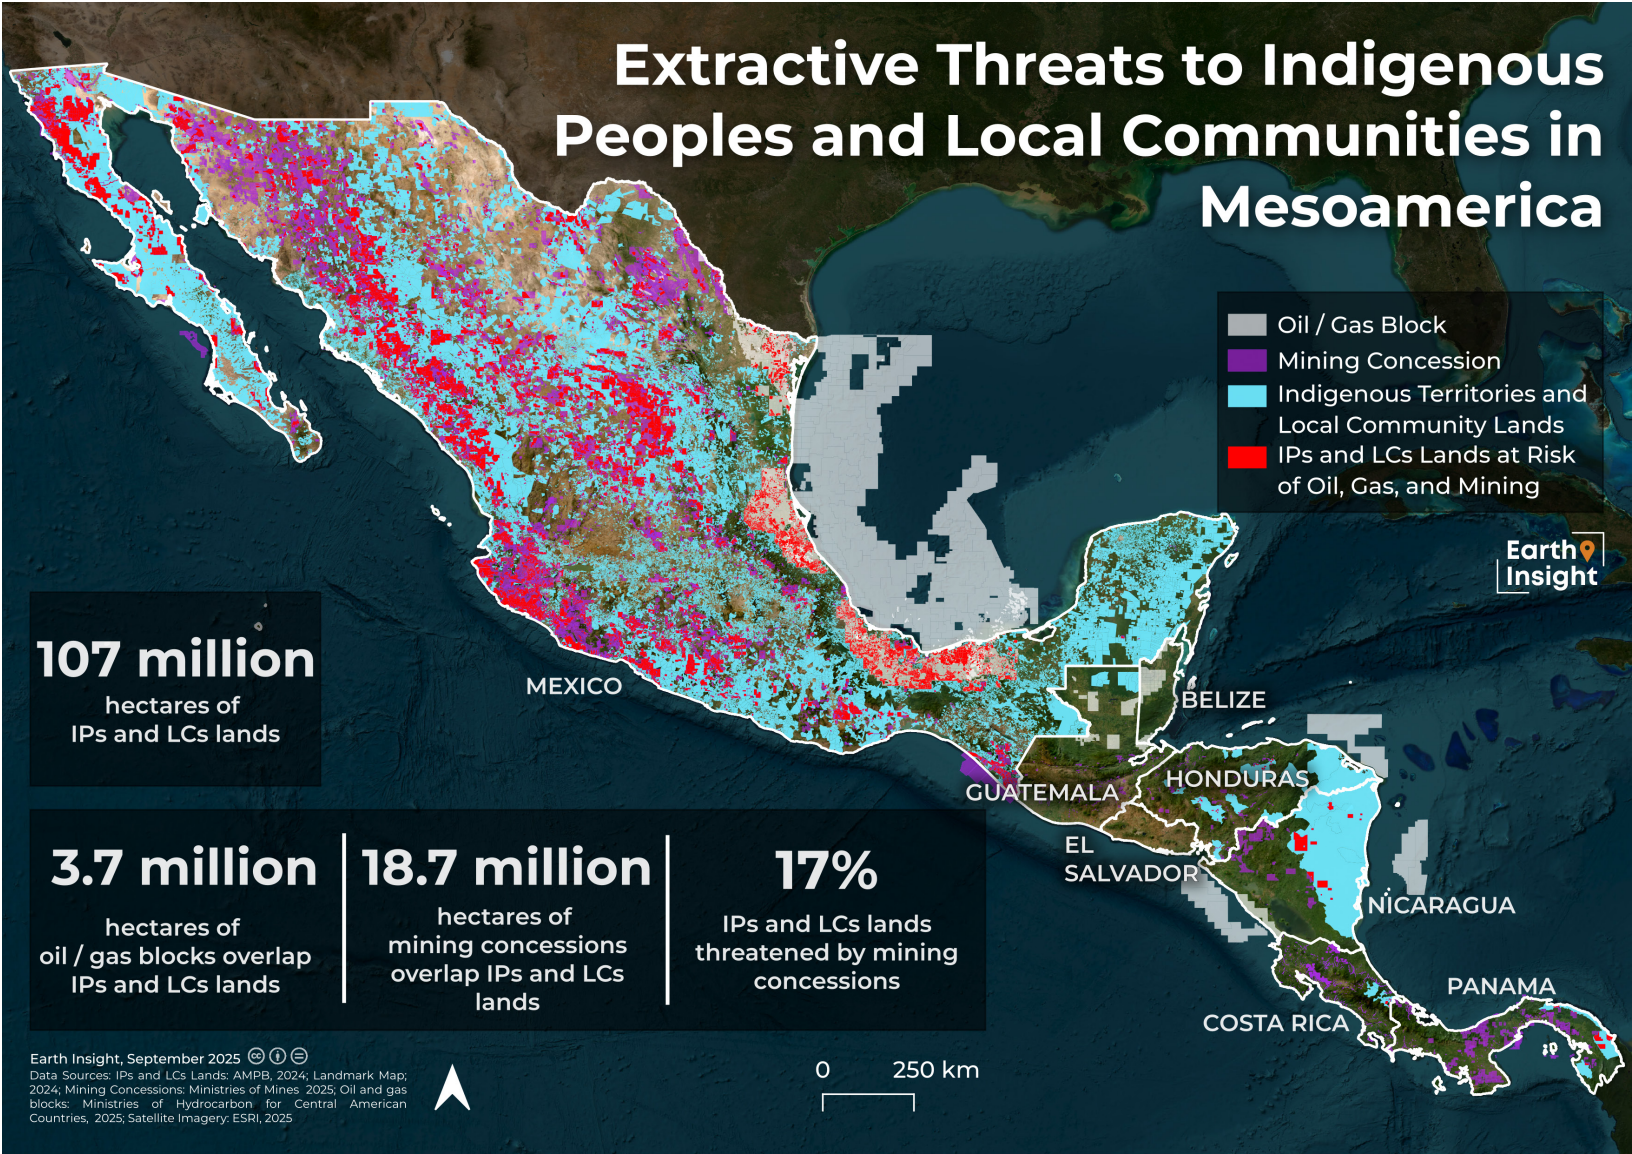 Extractive Threats to Indigenous
Peoples and Local Communities in
Mesoamerica
Oil / Gas Block
Mining Concession
Indigenous Territories and
Local Community Lands
IPs and LCs Lands at Risk
of Oil, Gas, and Mining
Earth
Insight
107 million
hectares of
IPs and LCs lands
MEXICO
BELIZE
HONDURAS
GUATEMALA
EL
SALVADOR
NICARAGUA
PANAMA
COSTA RICA
3.7 million
hectares of
oil / gas blocks overlap
IPs and LCs lands
18.7 million
hectares of
mining concessions
overlap IPs and LCs
lands
17%
IPs and LCs lands
threatened by mining
concessions
Earth Insight, September 2025
Data Sources: IPs and LCs Lands: AMPB, 2024; Landmark Map;
2024; Mining Concessions: Ministries of Mines 2025; Oil and gas
blocks: Ministries of Hydrocarbon for Central American
Countries, 2025; Satellite Imagery: ESRI, 2025
0 250 km